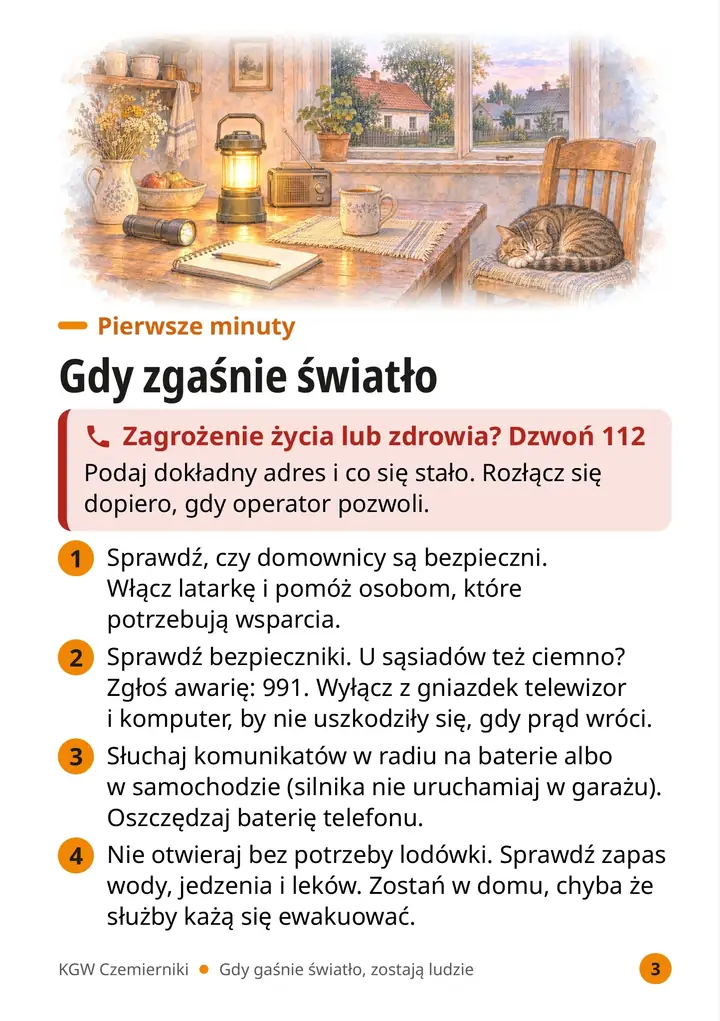 Pierwsze minuty
Gdy zgaśnie światło
Zagrożenie życia lub zdrowia? Dzwoń 112
Podaj dokładny adres i co się stało. Rozłącz się
dopiero, gdy operator pozwoli.
1 Sprawdź, czy domownicy są bezpieczni.
Włącz latarkę i pomóż osobom, które
potrzebują wsparcia.
2 Sprawdź bezpieczniki. U sąsiadów też ciemno?
Zgłoś awarię: 991. Wyłącz z gniazdek telewizor
i komputer, by nie uszkodziły się, gdy prąd wróci.
3 Słuchaj komunikatów w radiu na baterie albo
w samochodzie (silnika nie uruchamiaj w garażu).
Oszczędzaj baterię telefonu.
4 Nie otwieraj bez potrzeby lodówki. Sprawdź zapas
wody, jedzenia i leków. Zostań w domu, chyba że
służby każą się ewakuować.
KGW Czemierniki • Gdy gaśnie światło, zostają ludzie 3